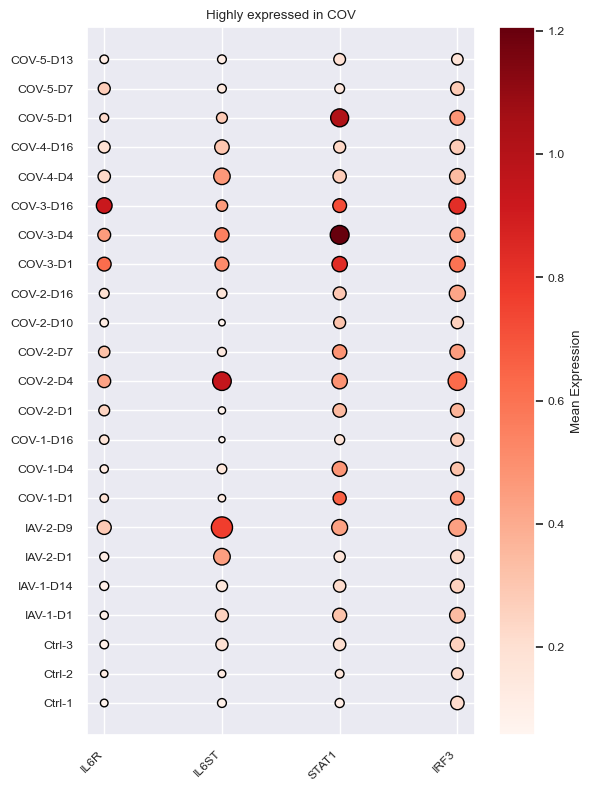 Highly expressed in COV
COV-5-D13
COV-5-D7
COV-5-D1
COV-4-D16
COV-4-D4
COV-3-D16
COV-3-D4
COV-3-D1
COV-2-D16
COV-2-D10
COV-2-D7
COV-2-D4
COV-2-D1
COV-1-D16
COV-1-D4
COV-1-D1
IAV-2-D9
IAV-2-D1
IAV-1-D14
IAV-1-D1
Ctrl-3
Ctrl-2
Ctrl-1
IL6R
IL6ST
STAT1
IRF3
1.2
1.0
0.8
0.6
0.4
0.2
Mean Expression